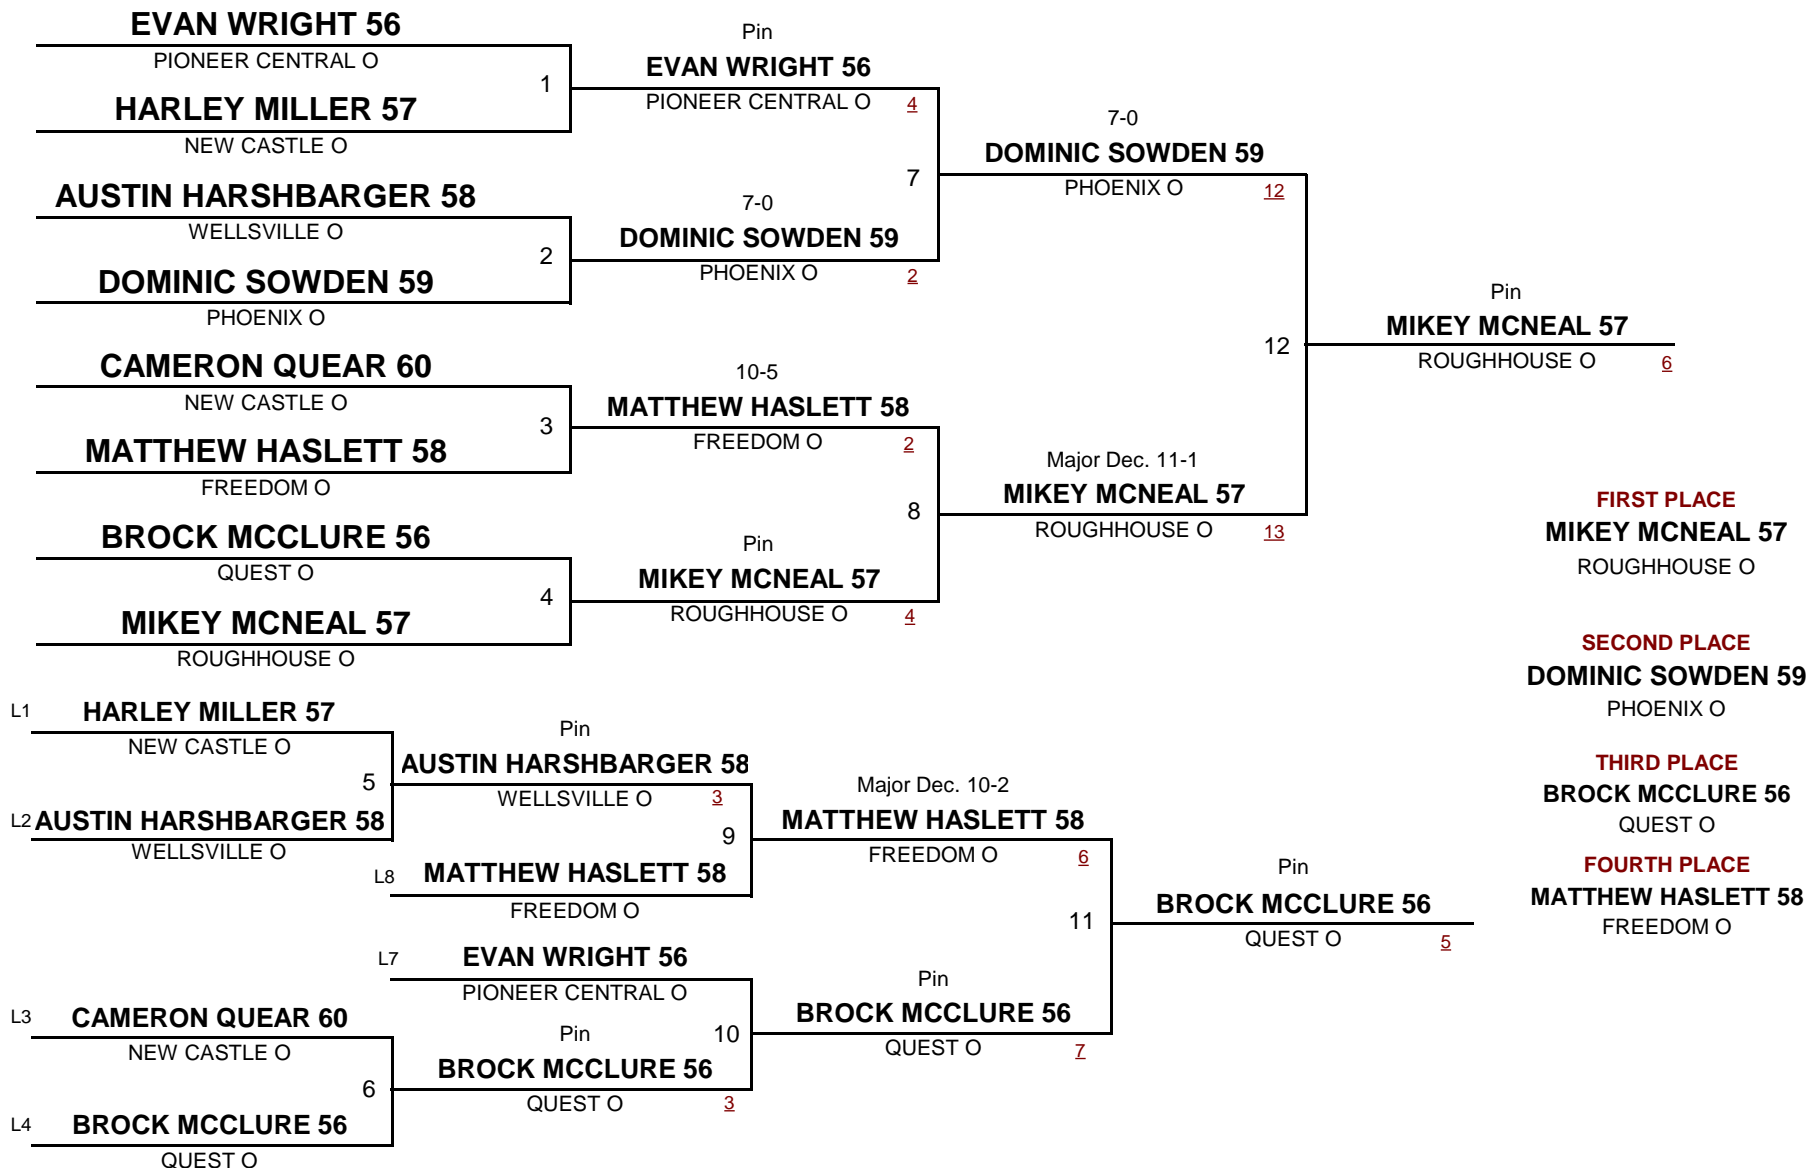 EVAN WRIGHT 56
PIONEER CENTRAL O
1
HARLEY MILLER 57
NEW CASTLE O
Pin
EVAN WRIGHT 56
PIONEER CENTRAL O 4
AUSTIN HARSHBARGER 58
WELLSVILLE O
2
DOMINIC SOWDEN 59
PHOENIX O
7-0
DOMINIC SOWDEN 59
PHOENIX O 2
7
7-0
DOMINIC SOWDEN 59
PHOENIX O 12
CAMERON QUEAR 60
NEW CASTLE O
3
MATTHEW HASLETT 58
FREEDOM O
10-5
MATTHEW HASLETT 58
FREEDOM O 2
BROCK MCCLURE 56
QUEST O
4
MIKEY MCNEAL 57
ROUGHHOUSE O
Pin
MIKEY MCNEAL 57
ROUGHHOUSE O 4
8
Major Dec. 11-1
MIKEY MCNEAL 57
ROUGHHOUSE O 13
12
Pin
MIKEY MCNEAL 57
ROUGHHOUSE O 6
FIRST PLACE
MIKEY MCNEAL 57
ROUGHHOUSE O
SECOND PLACE
DOMINIC SOWDEN 59
PHOENIX O
THIRD PLACE
BROCK MCCLURE 56
QUEST O
FOURTH PLACE
MATTHEW HASLETT 58
FREEDOM O
L1 HARLEY MILLER 57
NEW CASTLE O
5
L2 AUSTIN HARSHBARGER 58
WELLSVILLE O
Pin
AUSTIN HARSHBARGER 58
WELLSVILLE O 3
9
L8 MATTHEW HASLETT 58
FREEDOM O
Major Dec. 10-2
MATTHEW HASLETT 58
FREEDOM O 6
L7 EVAN WRIGHT 56
PIONEER CENTRAL O
L3 CAMERON QUEAR 60
NEW CASTLE O
6
L4 BROCK MCCLURE 56
QUEST O
Pin
BROCK MCCLURE 56
QUEST O 3
10
Pin
BROCK MCCLURE 56
QUEST O 7
11
Pin
BROCK MCCLURE 56
QUEST O 5